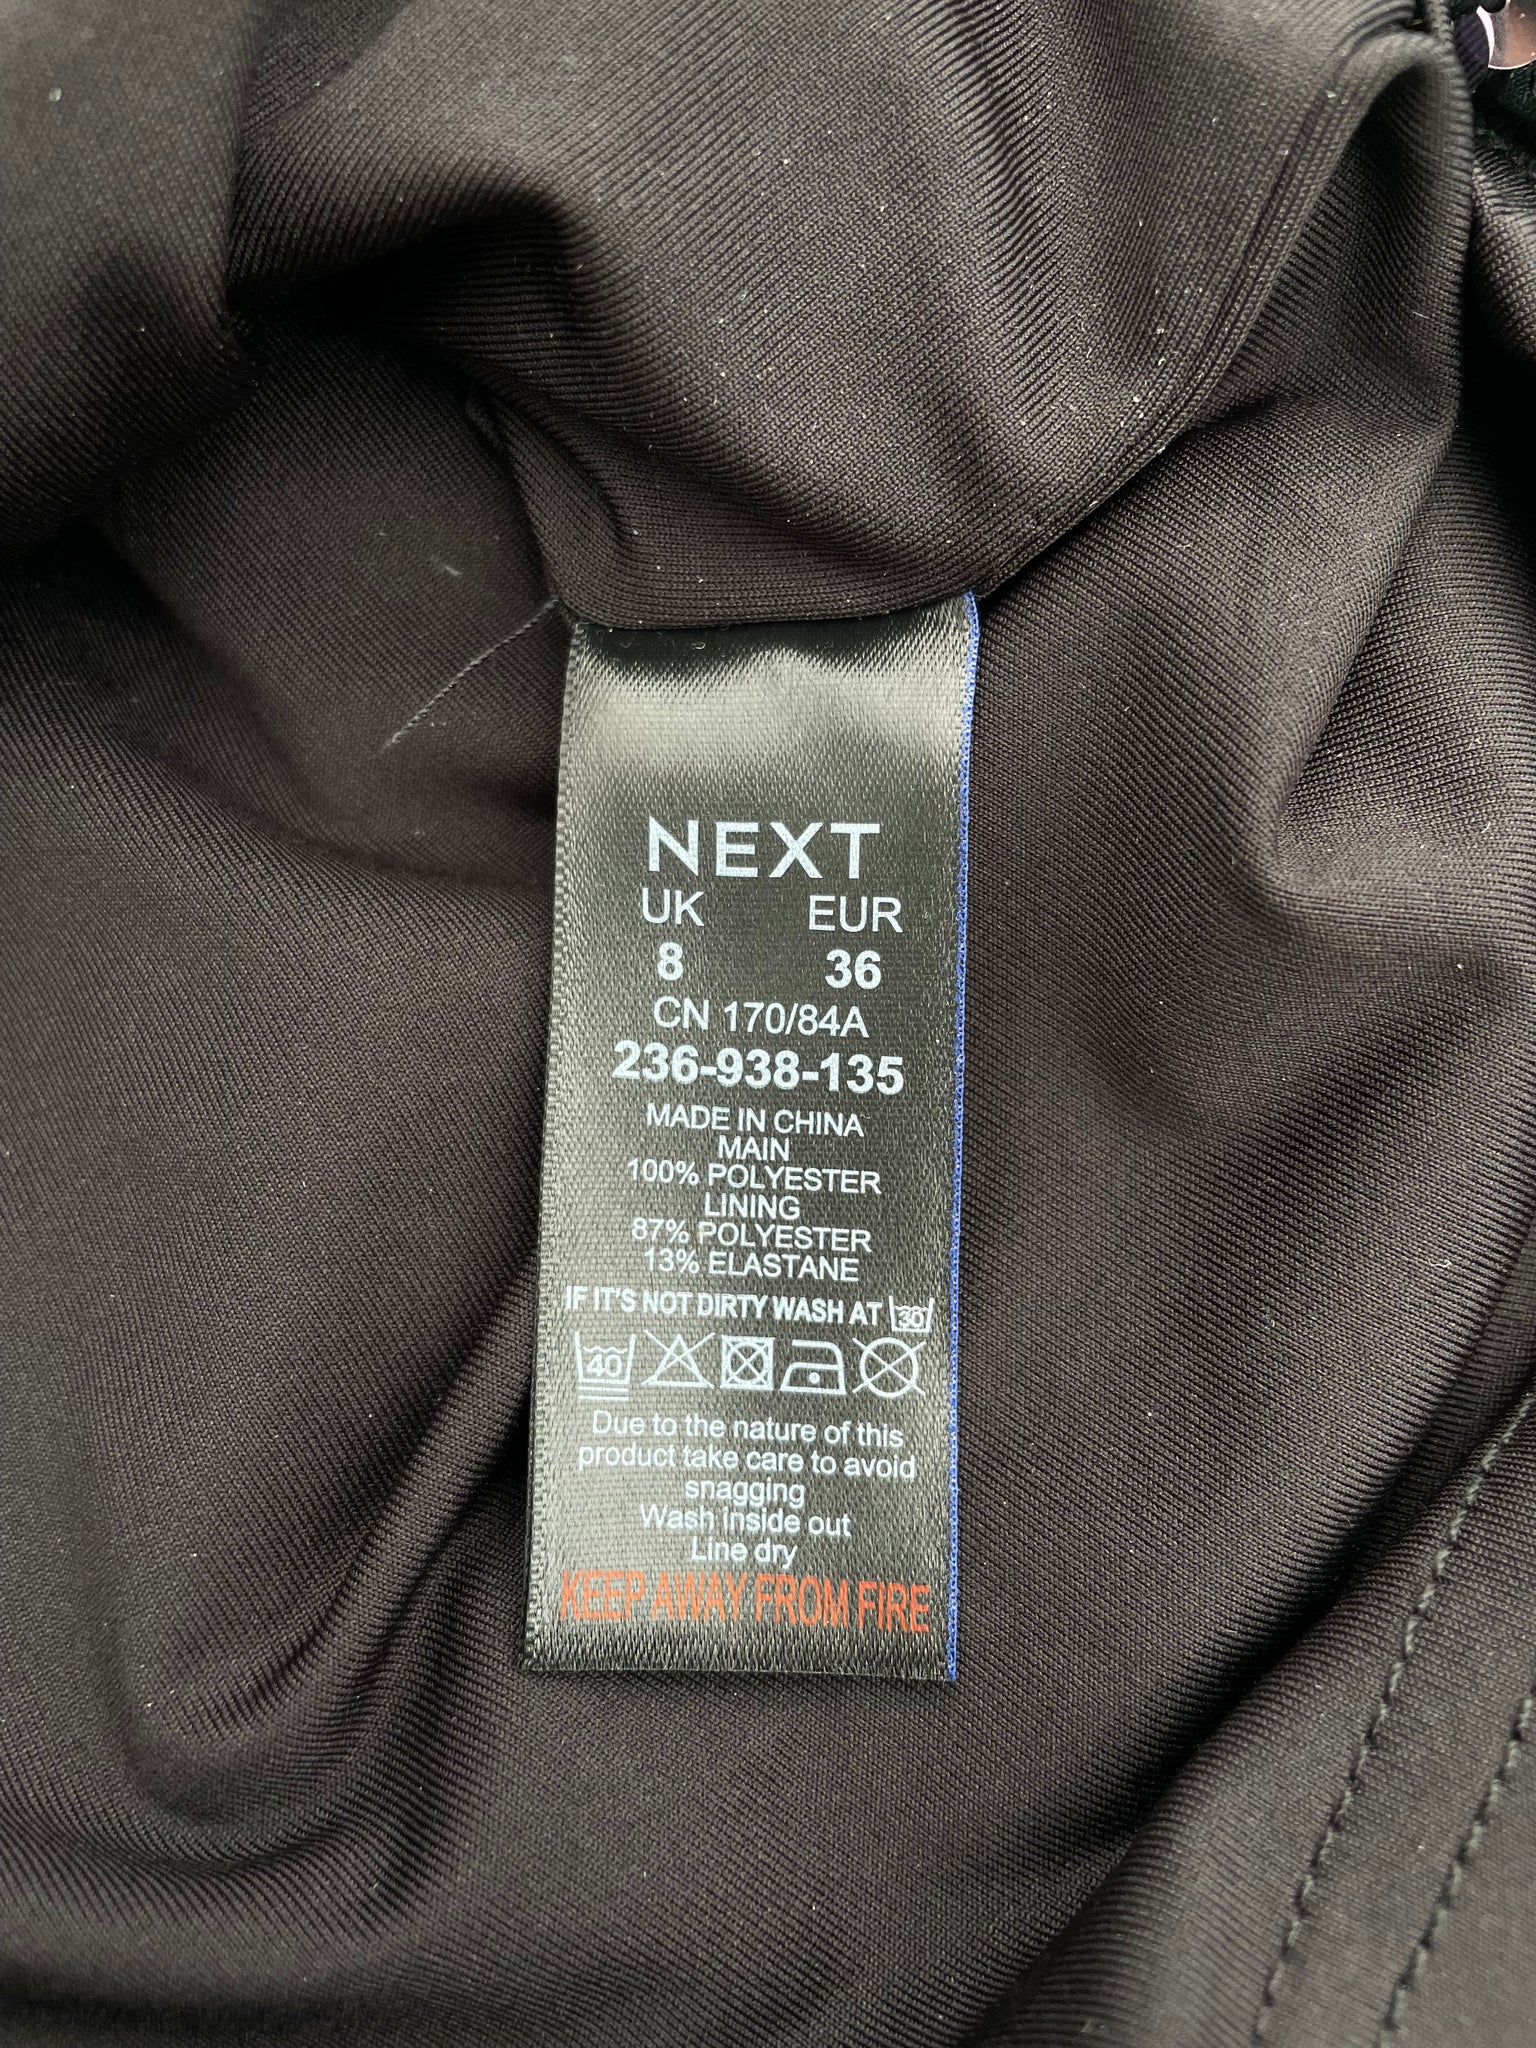 NEXT
UK EUR
8 36
CN 170/84A
236-938-135
MADE IN CHINA
MAIN
100% POLYESTER
LINING
87% POLYESTER
13% ELASTANE
IF IT'S NOT DIRTY WASH AT 30
40
Due to the nature of this
product take care to avoid
snagging
Wash inside out
Line dry
KEEP AWAY FROM FIRE